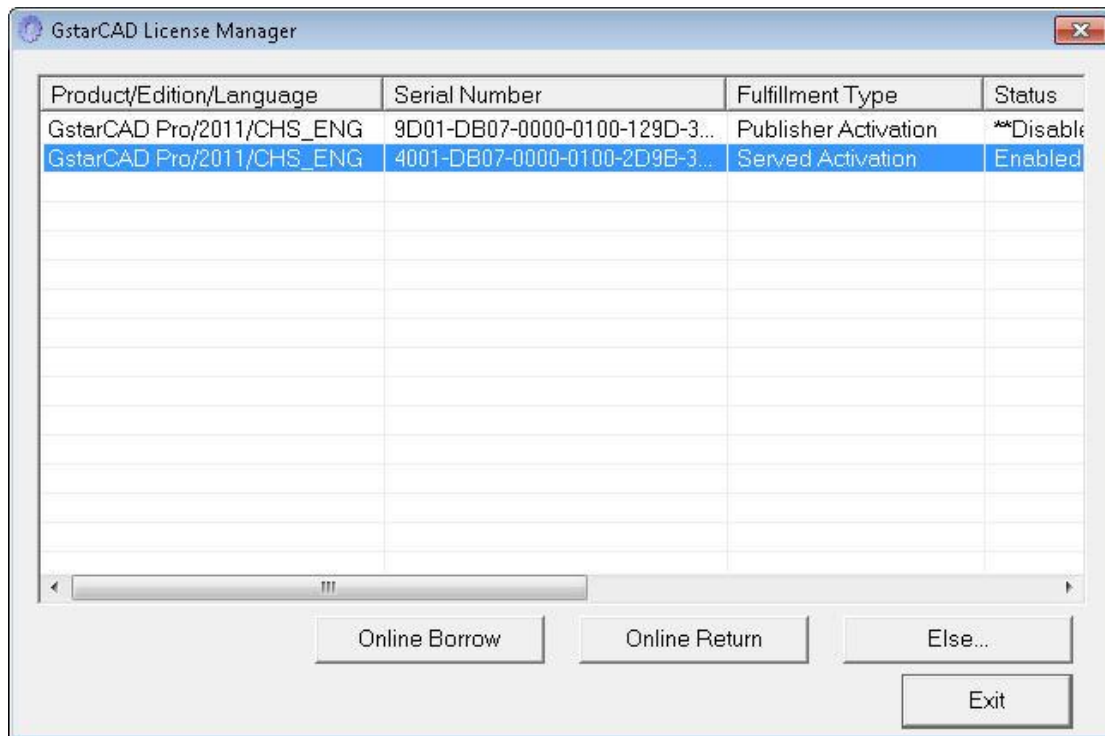 GstarCAD License Manager
Product/Edition/Language Serial Number Fulfillment Type Status
GstarCAD Pro/2011/CHS_ENG 9D01-DB07-0000-0100-129D-3... Publisher Activation **Disable
GstarCAD Pro/2011/CHS_ENG 4001-DB07-0000-0100-2D9B-3... Served Activation Enabled
Online Borrow Online Return Else...
Exit